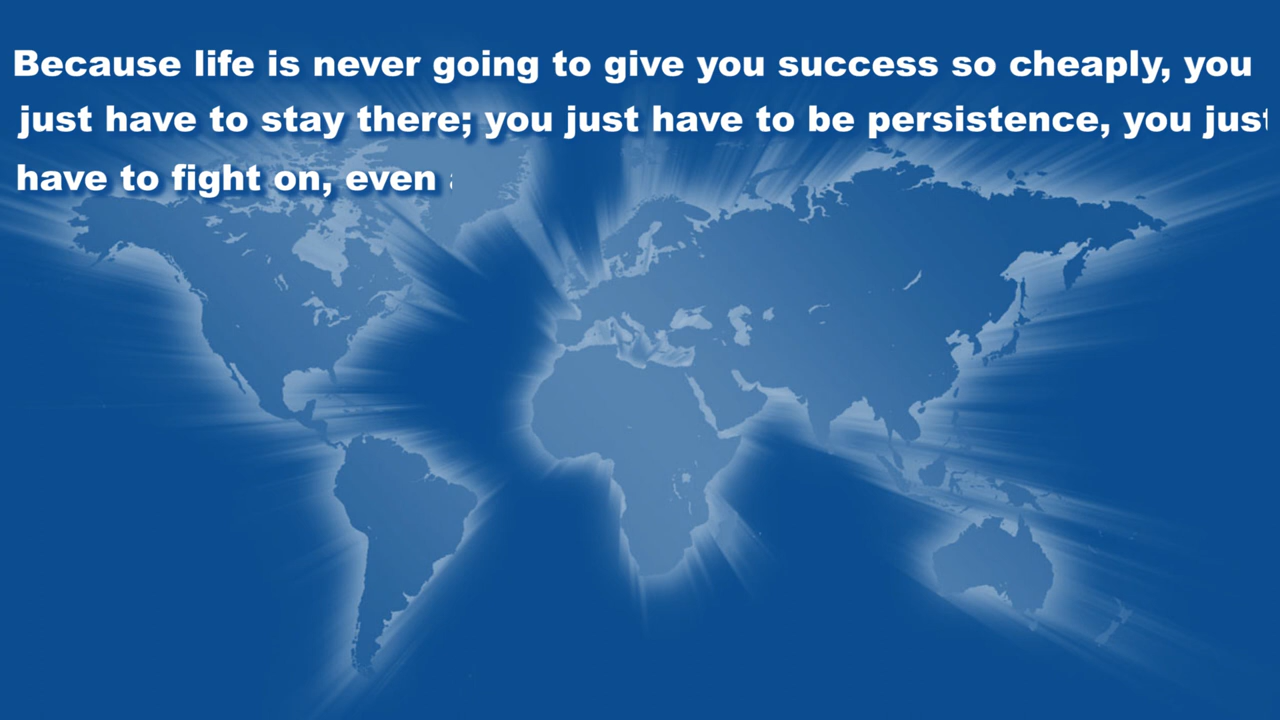 Because life is never going to give you success so cheaply, you
just have to stay there; you just have to be persistence, you just
have to fight on, even